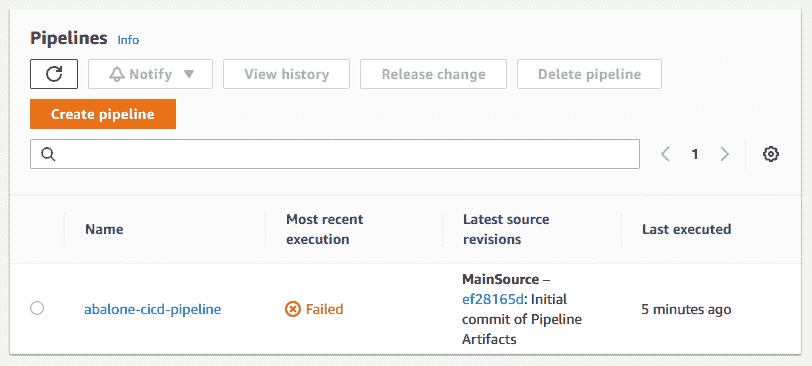 Pipelines Info
Notify View history Release change Delete pipeline
Create pipeline
1
Name
Most recent
execution
Latest source
revisions
Last executed
abalone-cicd-pipeline
Failed
MainSource –
ef28165d: Initial
commit of Pipeline
Artifacts
5 minutes ago